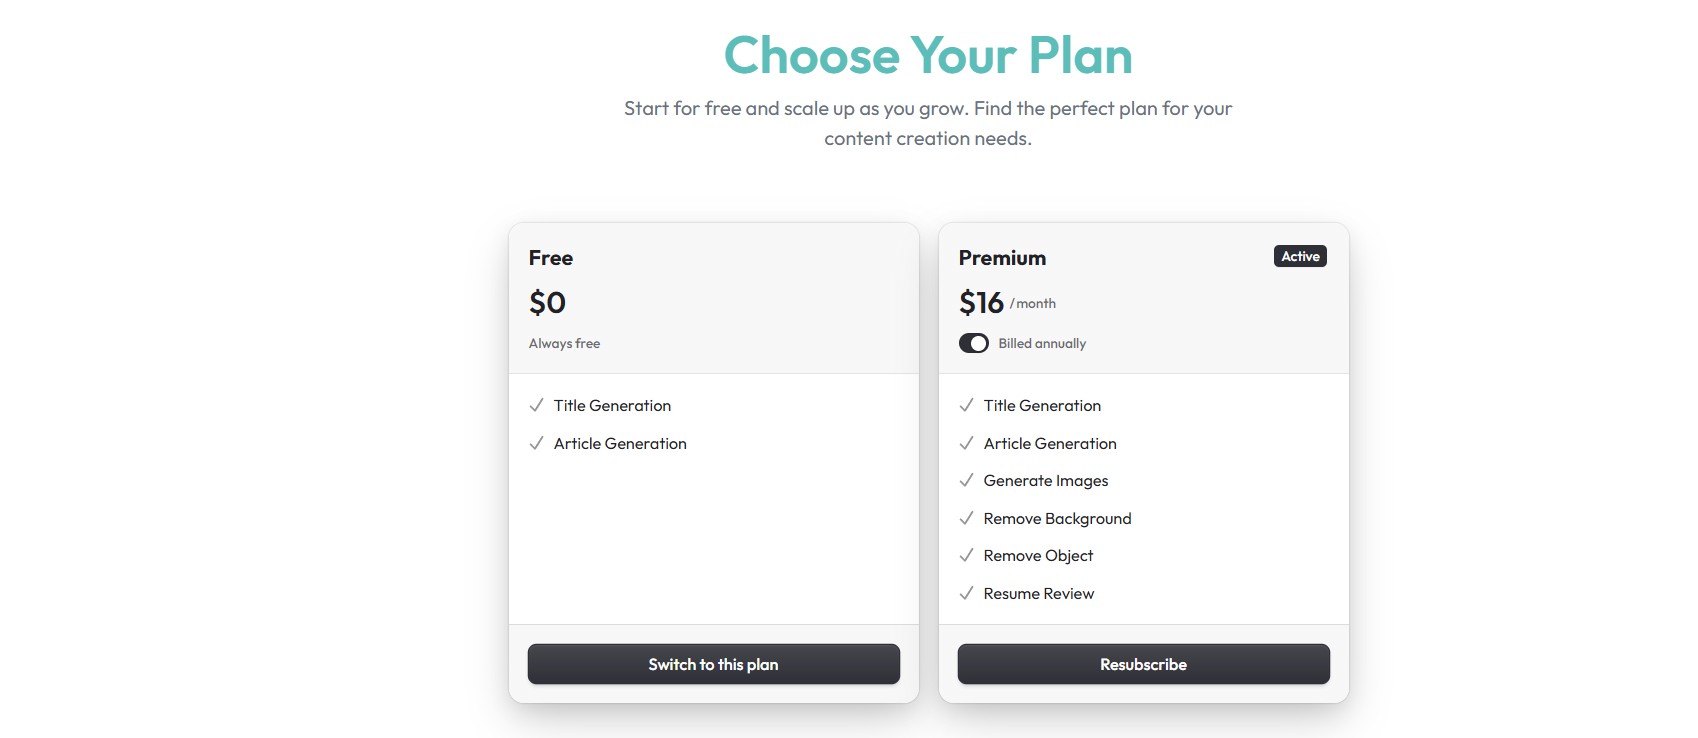 Choose Your Plan
Start for free and scale up as you grow. Find the perfect plan for your
content creation needs.
Free
$0
Always free
Title Generation
Article Generation
Switch to this plan
Premium
Active
$16 /month
Billed annually
Title Generation
Article Generation
Generate Images
Remove Background
Remove Object
Resume Review
Resubscribe